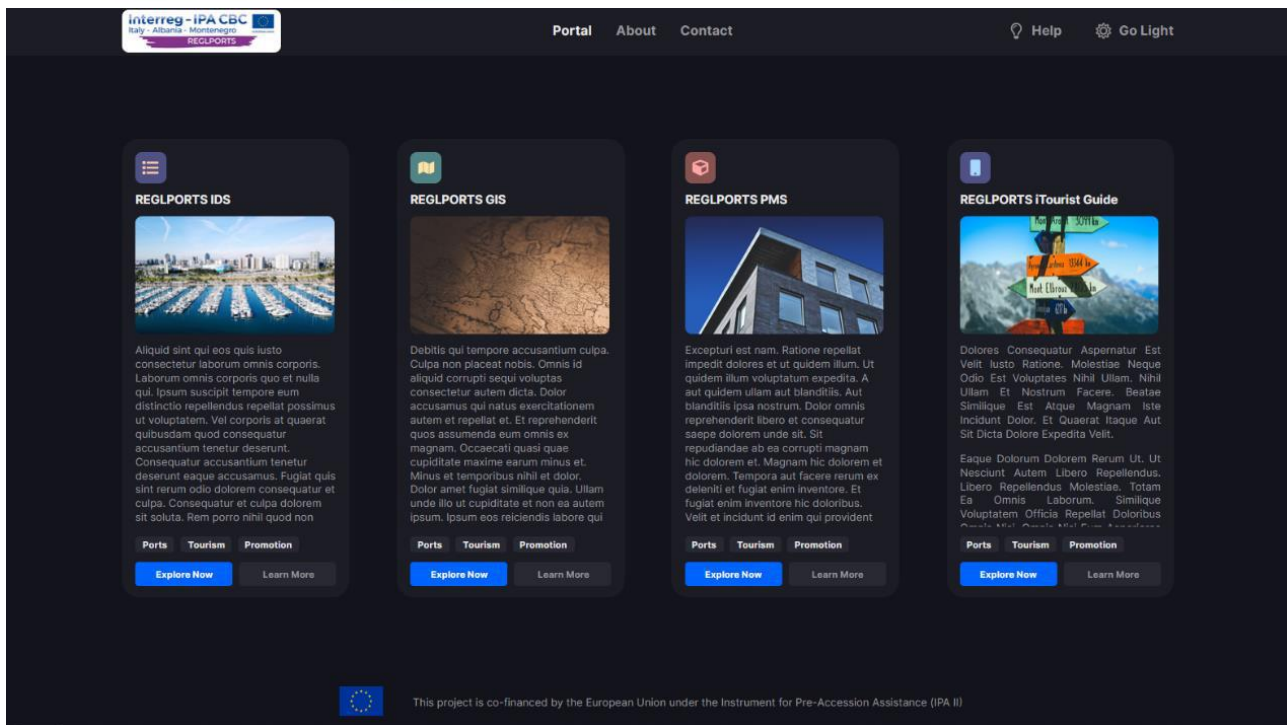 Interreg - IPA CBC
Italy - Albania - Montenegro
REGLPORTS
Portal
About
Contact
Help
Go Light
REGLPORTS IDS
Aliquid sint qui eos quis iusto
consectetur laborum omnis corporis.
Laborum omnis corporis quo et nulla
qui. Ipsum suscipit tempore eum
distinctio repellendus repellat possimus
ut voluptatem. Vel corporis at quaerat
quibusdam quod consequatur
accusantium tenetur deserunt.
Consequatur accusantium tenetur
deserunt eaque accusamus. Fugiat quis
sint rerum odio dolorem consequatur et
culpa. Consequatur et culpa dolorem
sit soluta. Rem porro nihil quod non
Ports
Tourism
Promotion
Explore Now
Learn More
REGLPORTS GIS
Debitis qui tempore accusantium culpa.
Culpa non placeat nobis. Omnis id
aliquid corrupti sequi voluptas
consectetur autem dicta. Dolor
accusamus qui natus exercitationem
autem et repellat et. Et reprehenderit
quos assumenda eum omnis ex
magnam. Occaecati quasi quae
cupiditate maxime earum minus et.
Minus et temporibus nihil et dolor.
Dolor amet fugiat similique quia. Ullam
unde illo ut cupiditate et non ea autem
ipsum. Ipsum eos reiciendis labore qui
Ports
Tourism
Promotion
Explore Now
Learn More
REGLPORTS PMS
Excepturi est nam. Ratione repellat
impedit dolores et ut quidem illum. Ut
quidem illum voluptatum expedita. A
aut quidem ullam aut blanditiis. Aut
blanditiis ipsa nostrum. Dolor omnis
reprehenderit libero et consequatur
saepe dolorem unde sit. Sit
repudiandae ab ea corrupti magnam
hic dolorem et. Magnam hic dolorem et
dolorem. Tempora aut facere rerum ex
deleniti et fugiat enim inventore. Et
fugiat enim inventore hic doloribus.
Velit et incidunt id enim qui provident
Ports
Tourism
Promotion
Explore Now
Learn More
REGLPORTS iTourist Guide
3044 km
13144 km
Mont Elbrous
Dolores Consequatur Aspernatur Est
Velit Iusto Ratione. Molestiae Neque
Odio Est Voluptates Nihil Ullam. Nihil
Ullam Et Nostrum Facere. Beatae
Similique Est Atque Magnam Iste
Incidunt Dolor. Et Quaerat Itaque Aut
Sit Dicta Dolore Expedita Velit.
Eaque Dolorum Dolorem Rerum Ut. Ut
Nesciunt Autem Libero Repellendus.
Libero Repellendus Molestiae. Totam
Ea Omnis Laborum. Similique
Voluptatem Officia Repellat Doloribus
Ports
Tourism
Promotion
Explore Now
Learn More
This project is co-financed by the European Union under the Instrument for Pre-Accession Assistance (IPA II)